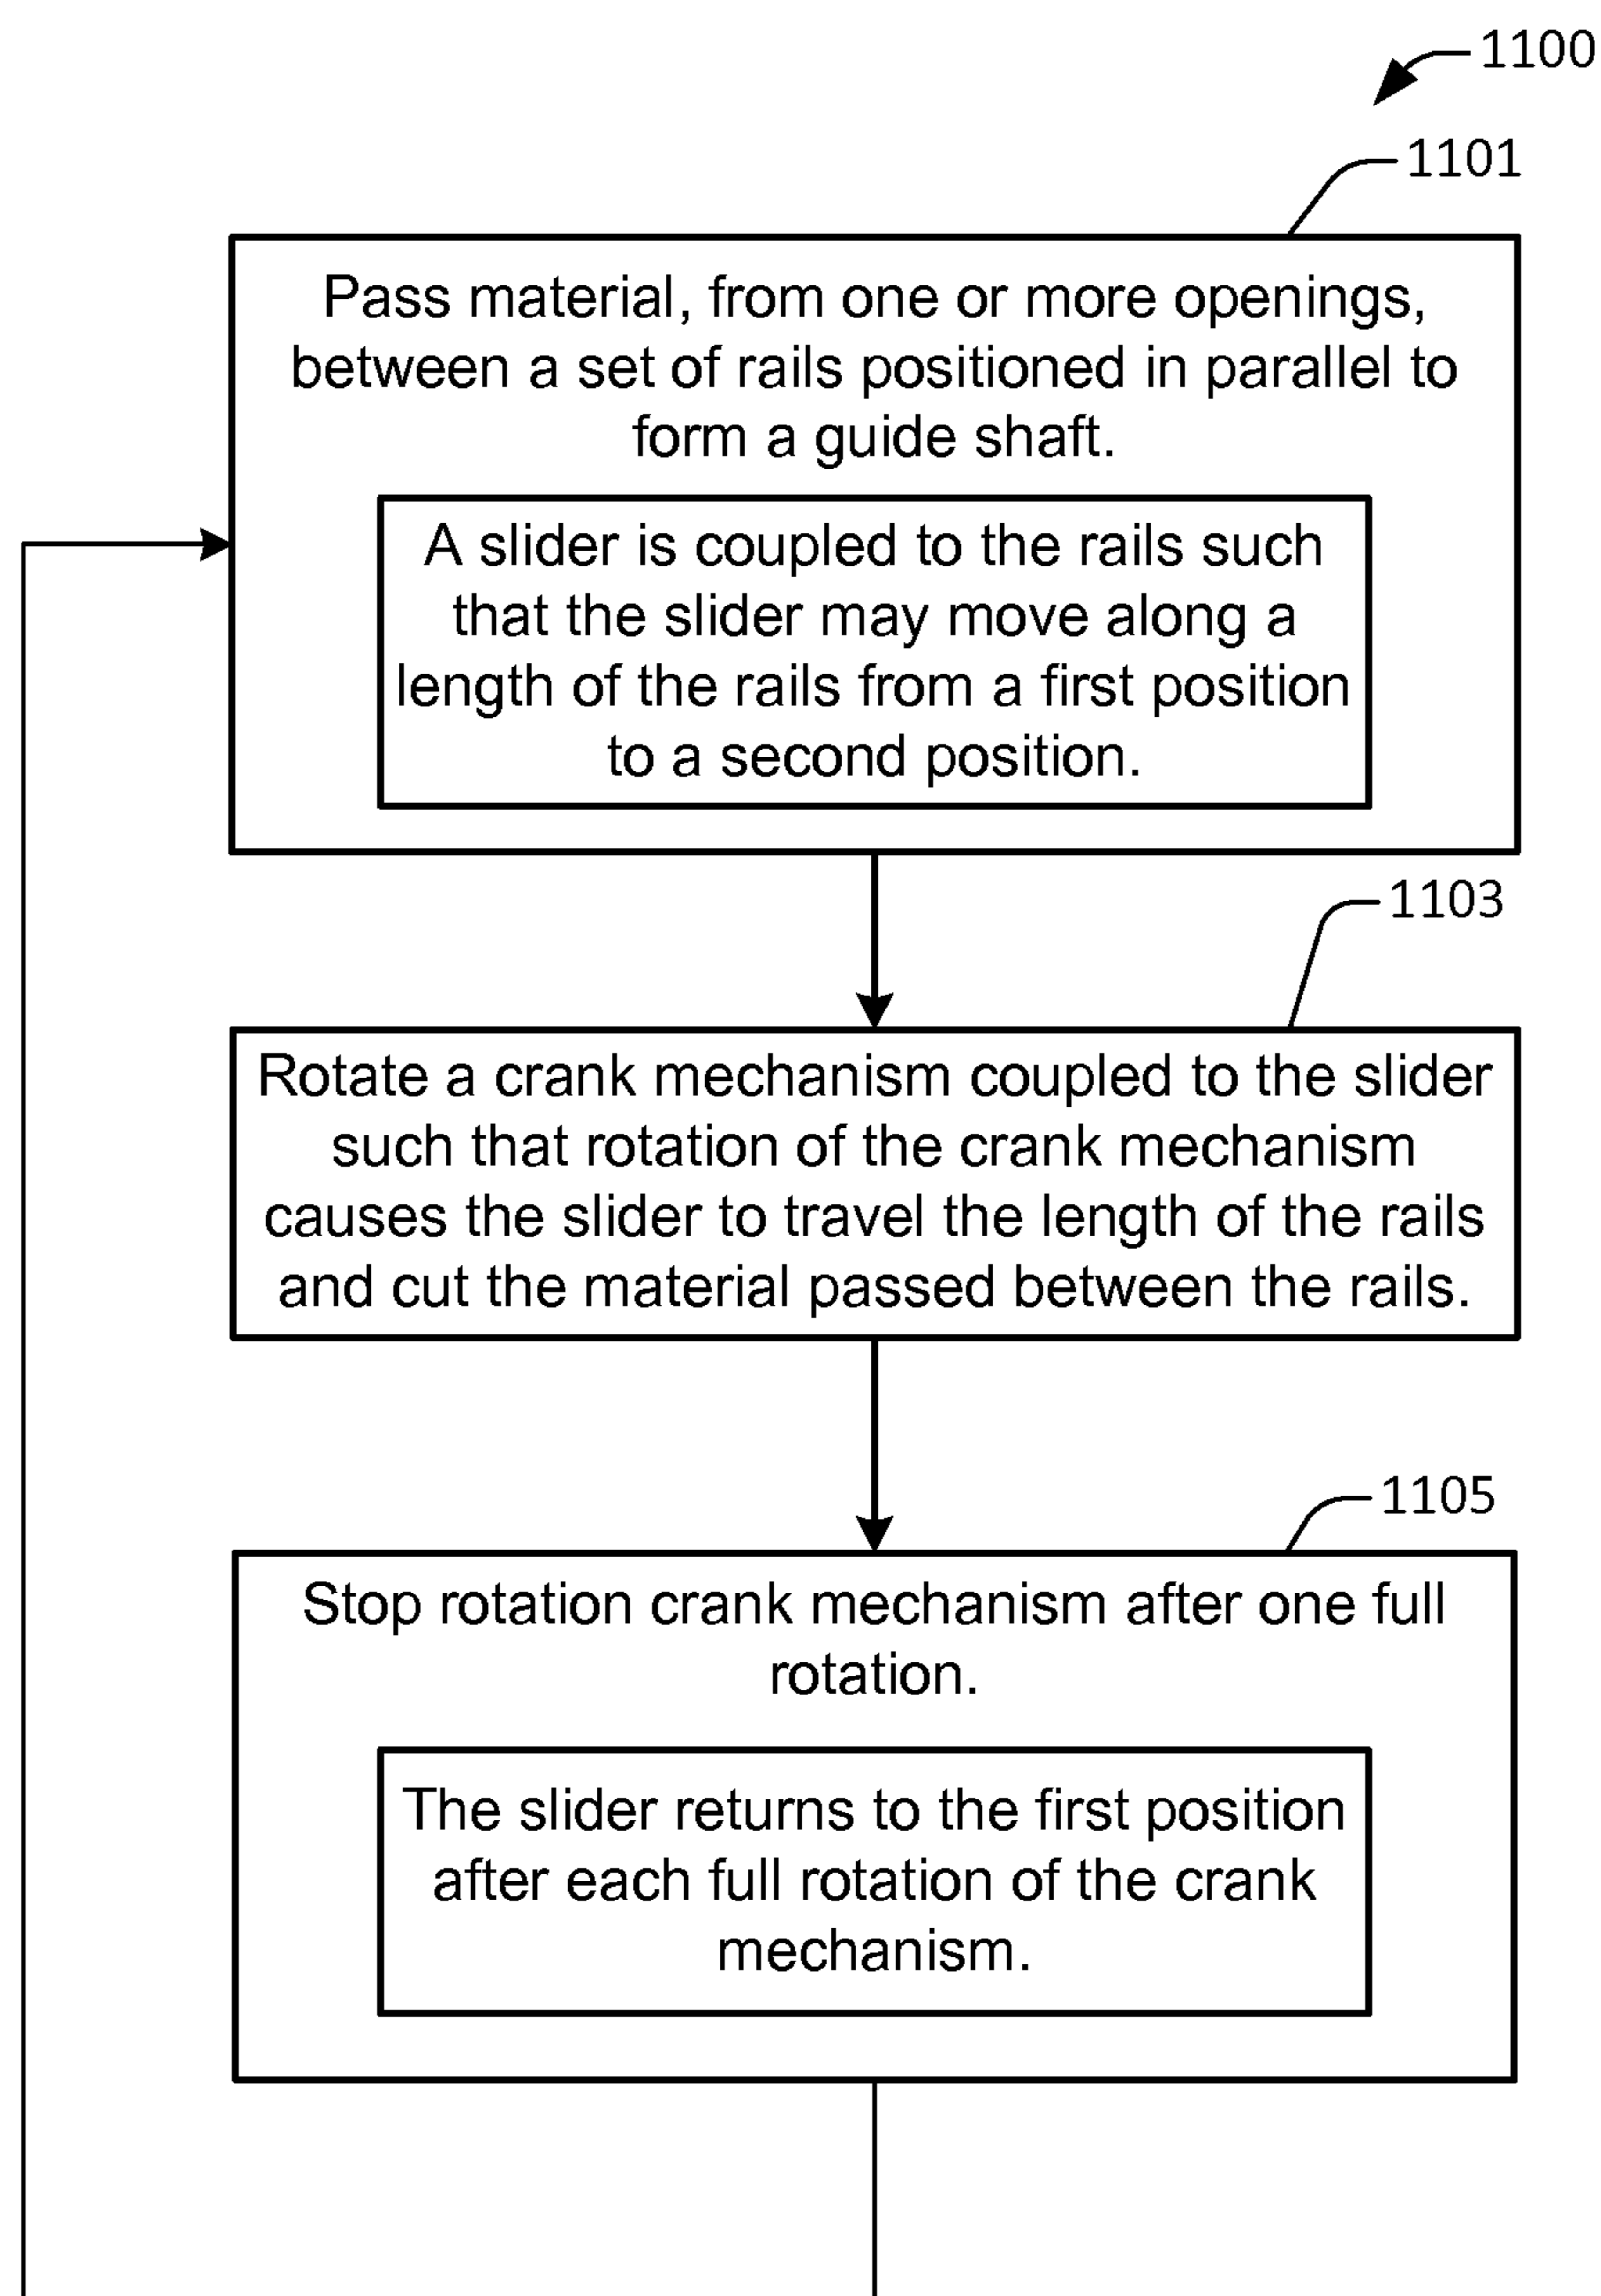 1100
1101
Pass material, from one or more openings,
between a set of rails positioned in parallel to
form a guide shaft.
A slider is coupled to the rails such
that the slider may move along a
length of the rails from a first position
to a second position.
1103
Rotate a crank mechanism coupled to the slider
such that rotation of the crank mechanism
causes the slider to travel the length of the rails
and cut the material passed between the rails.
1105
Stop rotation crank mechanism after one full
rotation.
The slider returns to the first position
after each full rotation of the crank
mechanism.